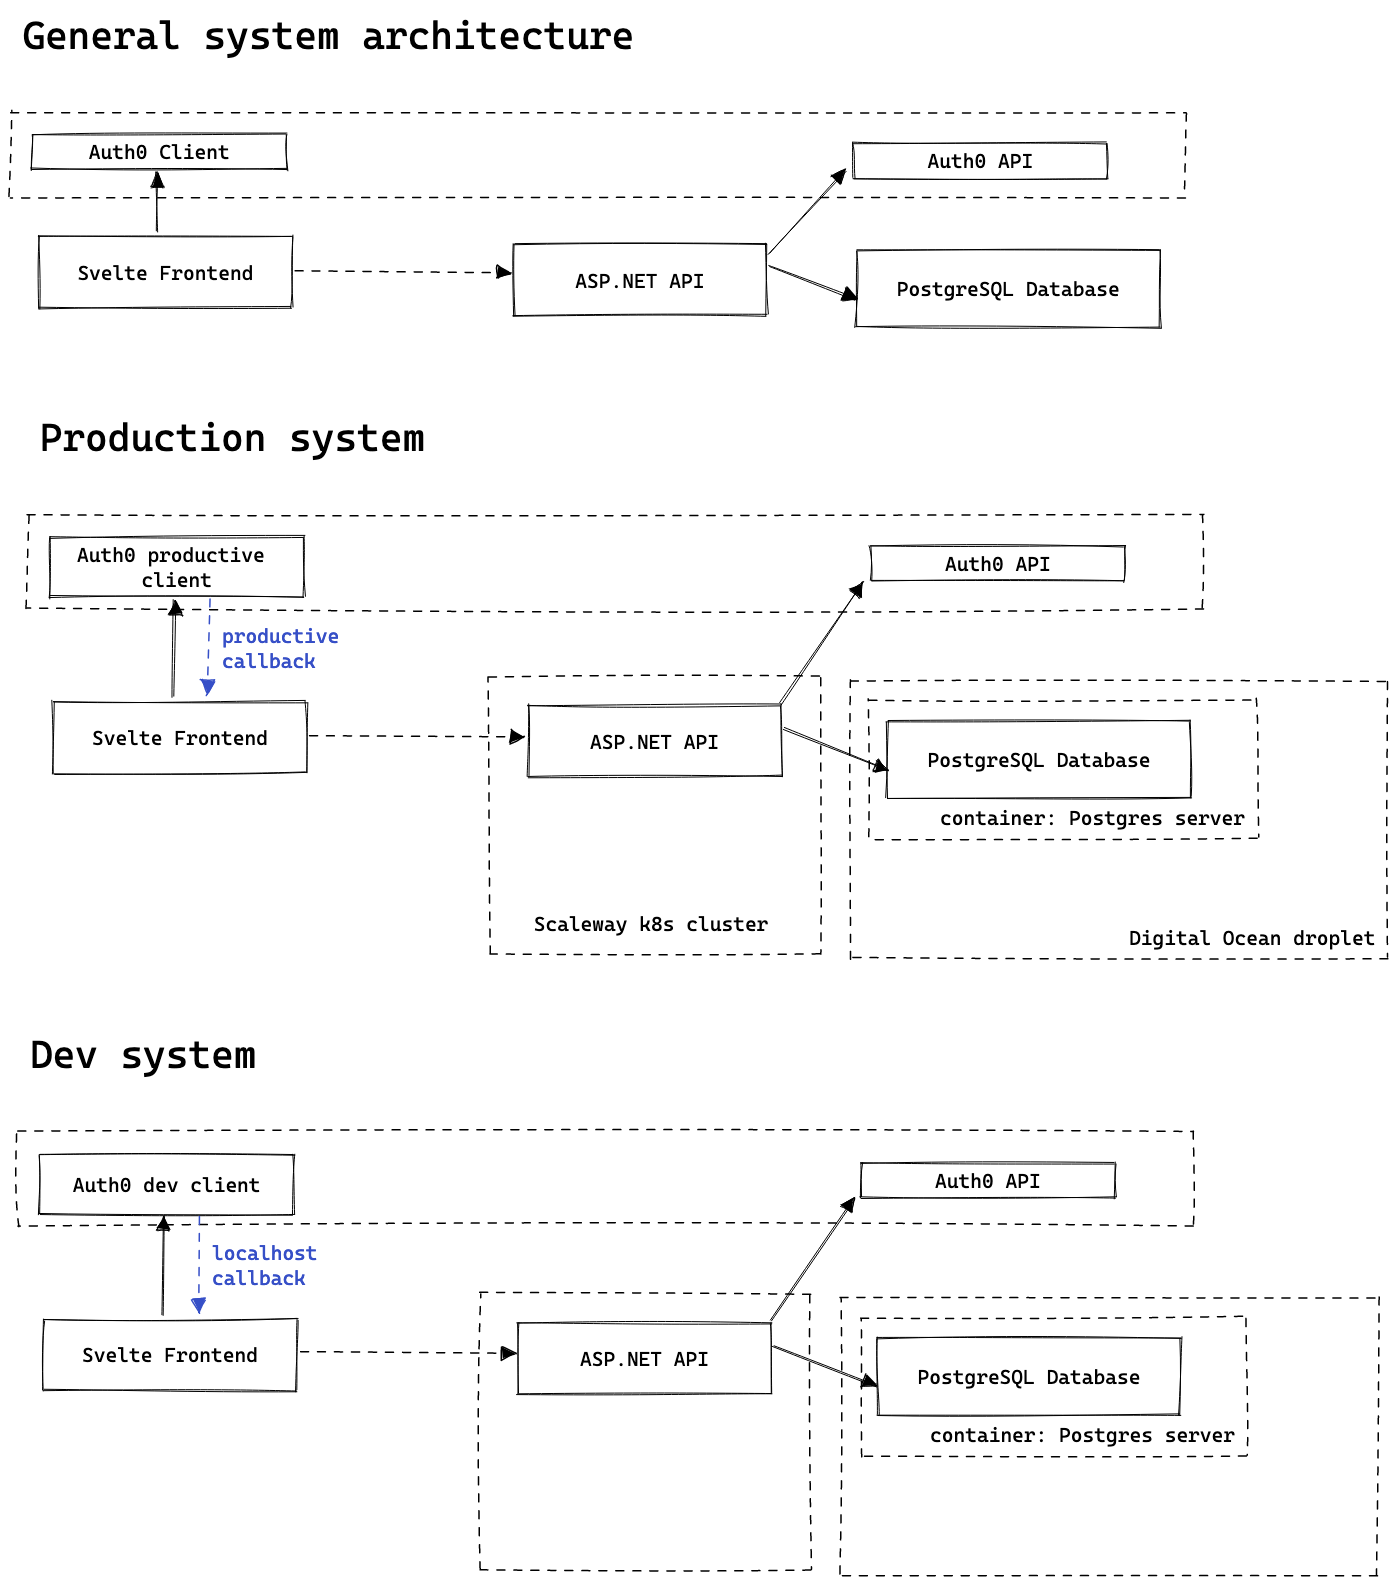 General system architecture
Auth0 Client
Auth0 API
Svelte Frontend
ASP.NET API
PostgreSQL Database
Production system
Auth0 productive
client
Auth0 API
productive
callback
Svelte Frontend
ASP.NET API
PostgreSQL Database
container: Postgres server
Scaleway k8s cluster
Digital Ocean droplet
Dev system
Auth0 dev client
Auth0 API
localhost
callback
Svelte Frontend
ASP.NET API
PostgreSQL Database
container: Postgres server